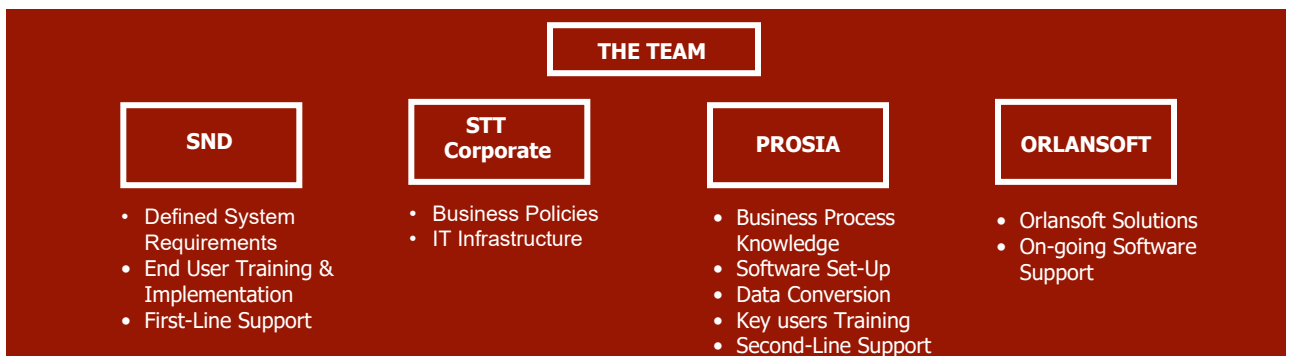 THE TEAM
SND
• Defined System
Requirements
• End User Training &
Implementation
• First-Line Support
STT
Corporate
• Business Policies
• IT Infrastructure
PROSIA
• Business Process
Knowledge
• Software Set-Up
• Data Conversion
• Key users Training
• Second-Line Support
ORLANSOFT
• Orlansoft Solutions
• On-going Software
Support